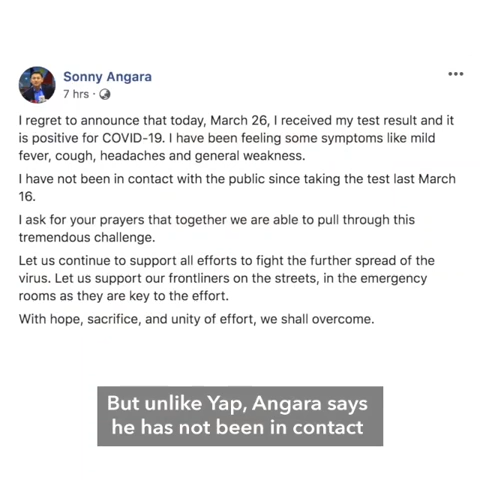 Sonny Angara
7 hrs ·
I regret to announce that today, March 26, I received my test result and it
is positive for COVID-19. I have been feeling some symptoms like mild
fever, cough, headaches and general weakness.
I have not been in contact with the public since taking the test last March
16.
I ask for your prayers that together we are able to pull through this
tremendous challenge.
Let us continue to support all efforts to fight the further spread of the
virus. Let us support our frontliners on the streets, in the emergency
rooms as they are key to the effort.
With hope, sacrifice, and unity of effort, we shall overcome.
But unlike Yap, Angara says
he has not been in contact